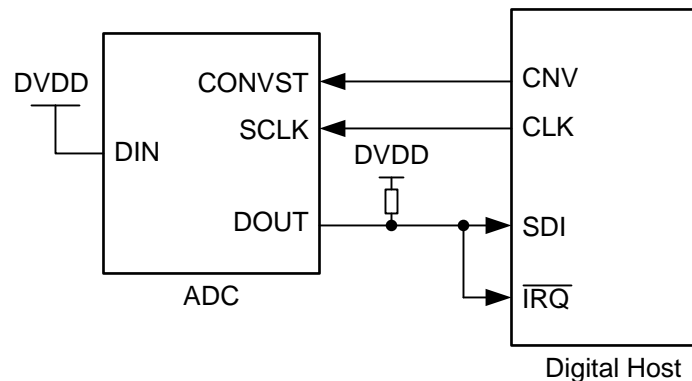 DVDD
DIN
CONVST
SCLK
DOUT
ADC
DVDD
CNV
CLK
SDI
IRQ
Digital Host